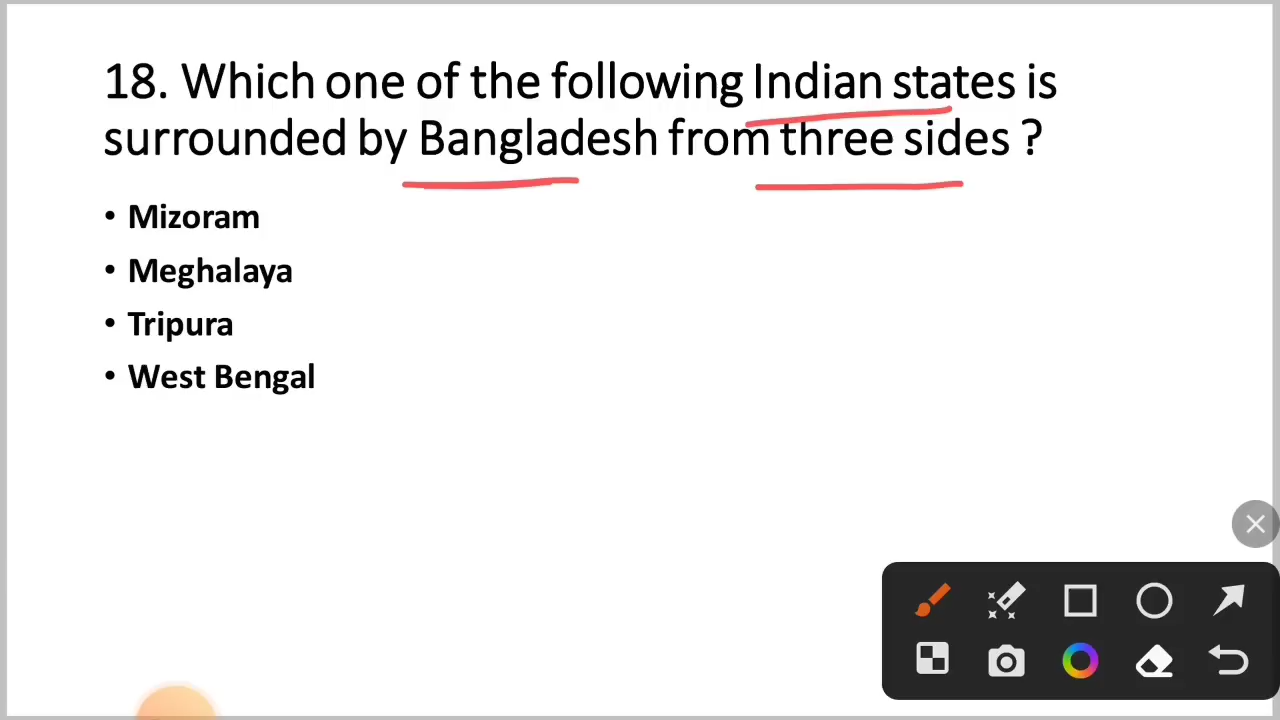 18. Which one of the following Indian states is
surrounded by Bangladesh from three sides ?
• Mizoram
• Meghalaya
• Tripura
• West Bengal